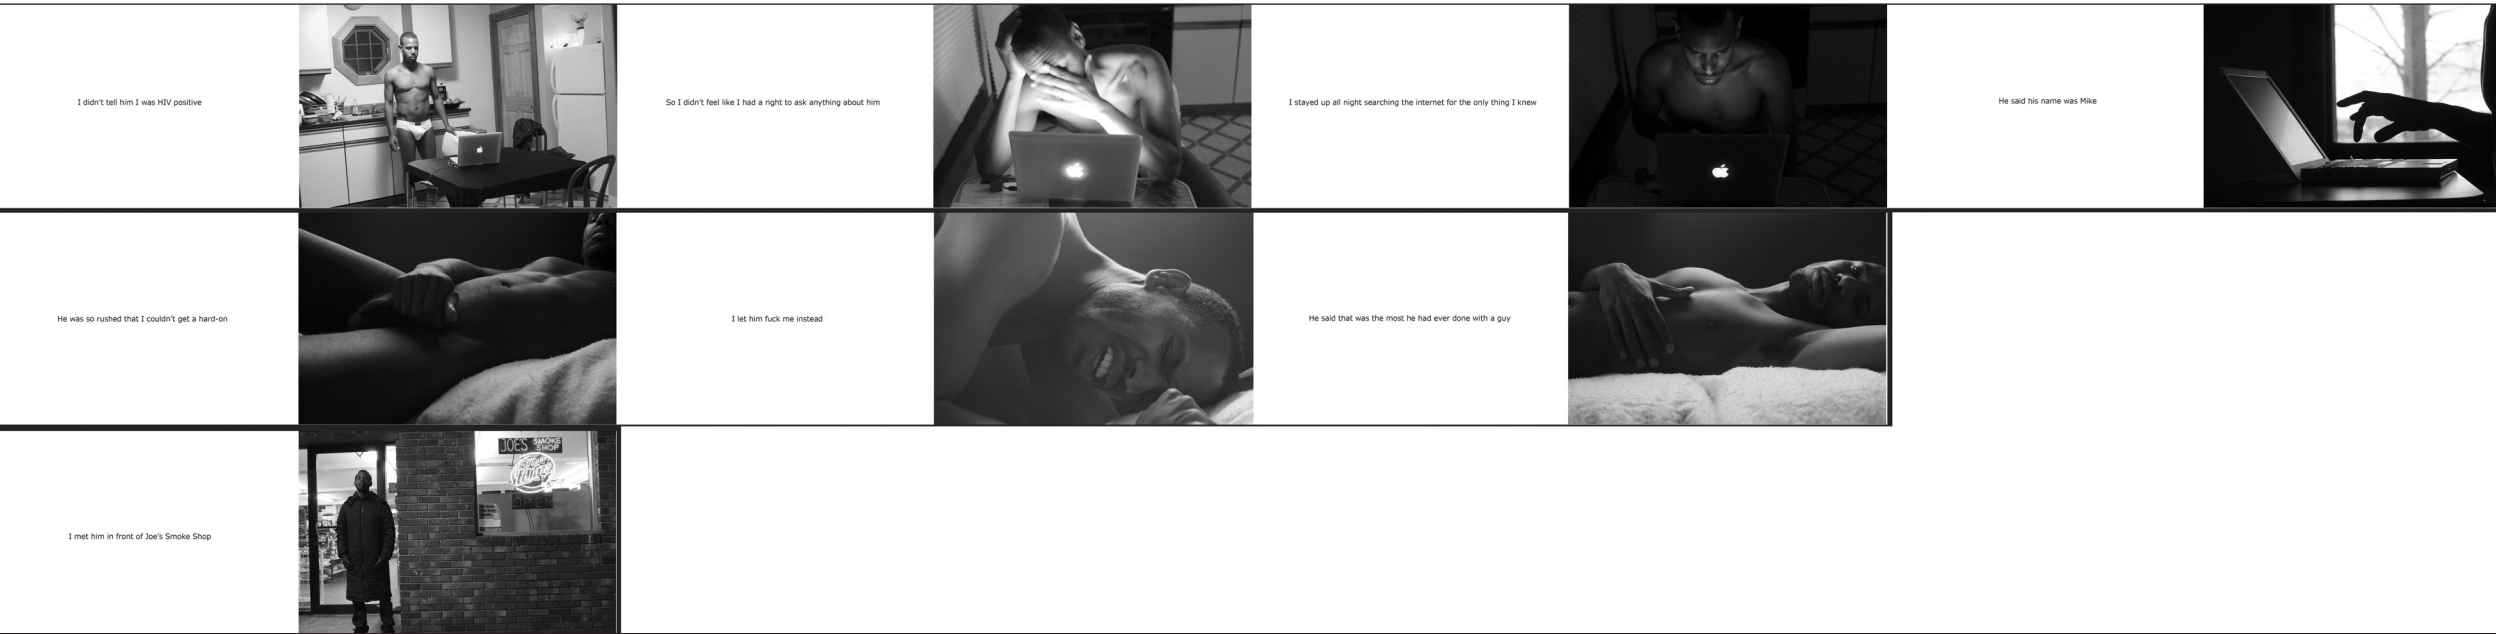 I didn't tell him I was HIV positive
So I didn't feel like I had a right to ask anything about him
I stayed up all night searching the internet for the only thing I knew
He said his name was Mike
He was so rushed that I couldn't get a hard-on
I let him fuck me instead
He said that was the most he had ever done with a guy
I met him in front of Joe's Smoke Shop
JOE'S SMOKE
SHOP
OPEN